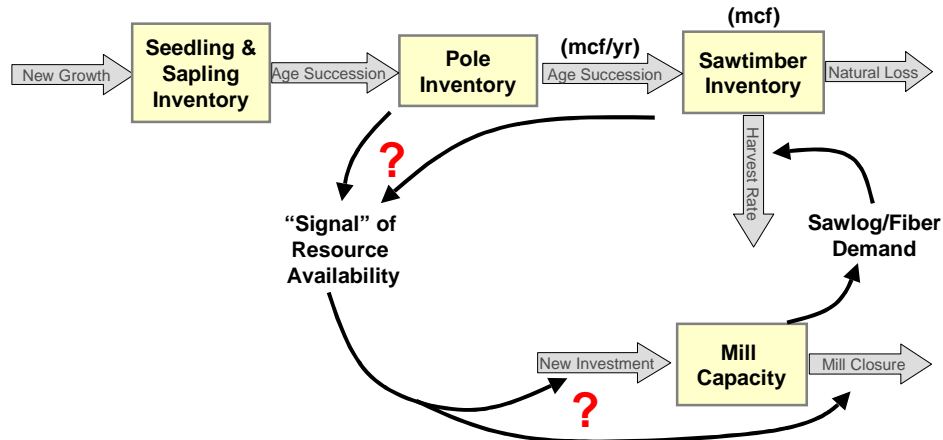 (mcf)
Seedling &
Sapling
Inventory
Pole
Inventory
(mcf/yr)
Sawtimber
Inventory
New Growth
Age Succession
Age Succession
Natural Loss
?
Harvest Rate
“Signal” of
Resource
Availability
Sawlog/Fiber
Demand
New Investment
Mill
Capacity
Mill Closure
?